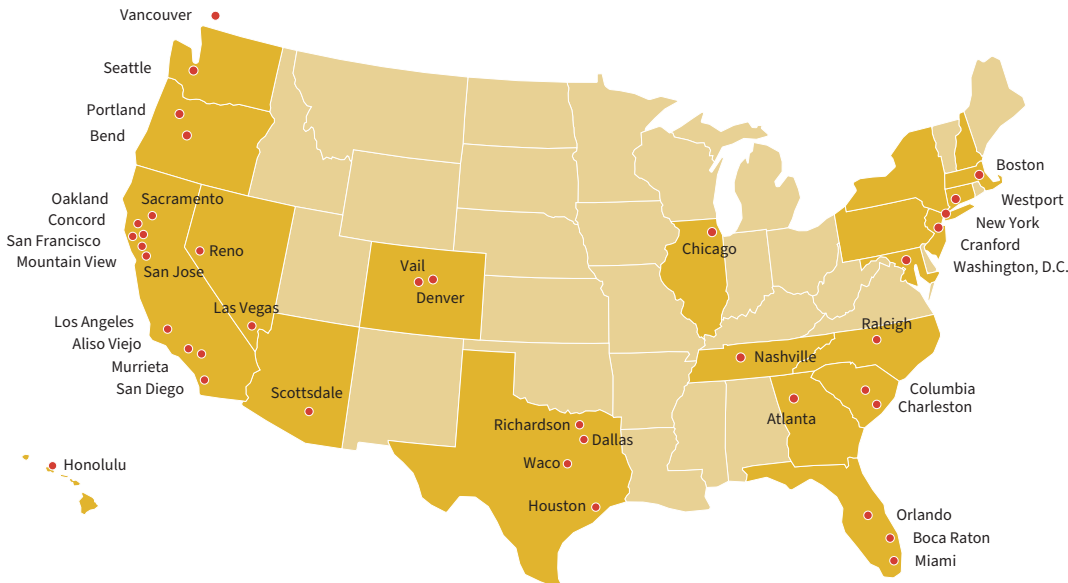 Vancouver
Seattle
Portland
Bend
Oakland
Sacramento
Concord
San Francisco
Mountain View
San Jose
Reno
Las Vegas
Los Angeles
Aliso Viejo
Murrieta
San Diego
Scottsdale
Honolulu
Vail
Denver
Richardson
Dallas
Waco
Houston
Chicago
Nashville
Raleigh
Atlanta
Columbia
Charleston
Orlando
Boca Raton
Miami
Boston
Westport
New York
Cranford
Washington, D.C.